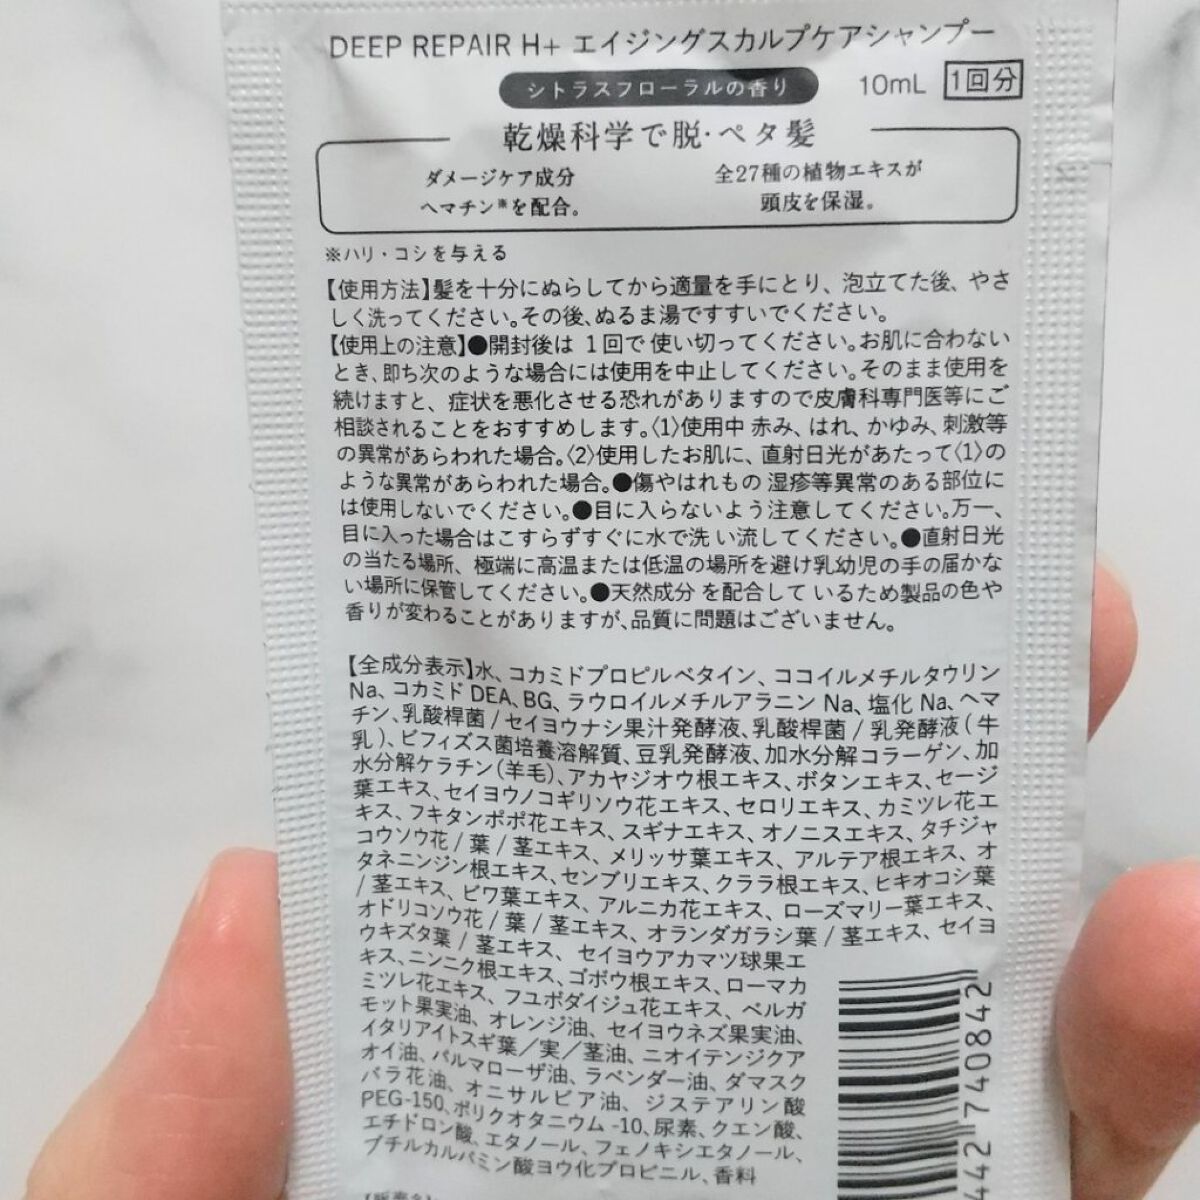 DEEP REPAIR H+ エイジングスカルプケアシャンプー
シトラスフローラルの香り 10mL 1回分
乾燥科学で脱・ペタ髪
ダメージケア成分
ヘマチン※を配合。
全27種の植物エキスが
頭皮を保湿。
※ハリ・コシを与える
【使用方法】髪を十分にぬらしてから適量を手にとり、泡立てた後、やさ
しく洗ってください。その後、ぬるま湯ですすいでください。
【使用上の注意】●開封後は 1回で使い切ってください。お肌に合わない
とき、即ち次のような場合には使用を中止してください。そのまま使用を
続けますと、症状を悪化させる恐れがありますので皮膚科専門医等にご
相談されることをおすすめします。〈1〉使用中 赤み、はれ、かゆみ、刺激等
の異常があらわれた場合。〈2〉使用したお肌に、直射日光があたって〈1〉の
ような異常があらわれた場合。●傷やはれもの 湿疹等異常のある部位に
は使用しないでください。●目に入らないよう注意してください。万一、
目に入った場合はこすらずすぐに水で洗い流してください。●直射日光
の当たる場所、極端に高温または低温の場所を避け乳幼児の手の届かな
い場所に保管してください。●天然成分 を配合しているため製品の色や
香りが変わることがありますが、品質に問題はございません。
【全成分表示】水、コカミドプロピルベタイン、ココイルメチルタウリン
Na、コカミド DEA、BG、ラウロイルメチルアラニン Na、塩化 Na、ヘマ
チン、乳酸桿菌 / セイヨウナシ果汁発酵液、乳酸桿菌 / 乳発酵液（牛
乳）、ビフィズス菌培養溶解質、豆乳発酵液、加水分解コラーゲン、加
水分解ケラチン（羊毛）、アカヤジオウ根エキス、ボタンエキス、セージ
葉エキス、セイヨウノコギリソウ花エキス、セロリエキス、カミツレ花エ
キス、フキタンポポ花エキス、スギナエキス、オノニスエキス、タチジャ
コウソウ花 / 葉 / 茎エキス、メリッサ葉エキス、アルテア根エキス、オ
タネニンジン根エキス、センブリエキス、クララ根エキス、ヒキオコシ葉
/ 茎エキス、ビワ葉エキス、アルニカ花エキス、ローズマリー葉エキス、
オドリコソウ花 / 葉 / 茎エキス、オランダガラシ葉 / 茎エキス、セイヨ
ウキズタ葉 / 茎エキス、セイヨウアカマツ球果エ
キス、ニンニク根エキス、ゴボウ根エキス、ローマカ
ミツレ花エキス、フユボダイジュ花エキス、ベルガ
モット果実油、オレンジ油、セイヨウネズ果実油、
イタリアイトスギ葉／実／茎油、ニオイテンジクア
オイ油、パルマローザ油、ラベンダー油、ダマスク
バラ花油、オニサルビア油、ジステアリン酸
PEG-150、ポリクオタニウム -10、尿素、クエン酸、
エチドロン酸、エタノール、フェノキシエタノール、
ブチルカルバミン酸ヨウ化プロピニル、香料
442 740842